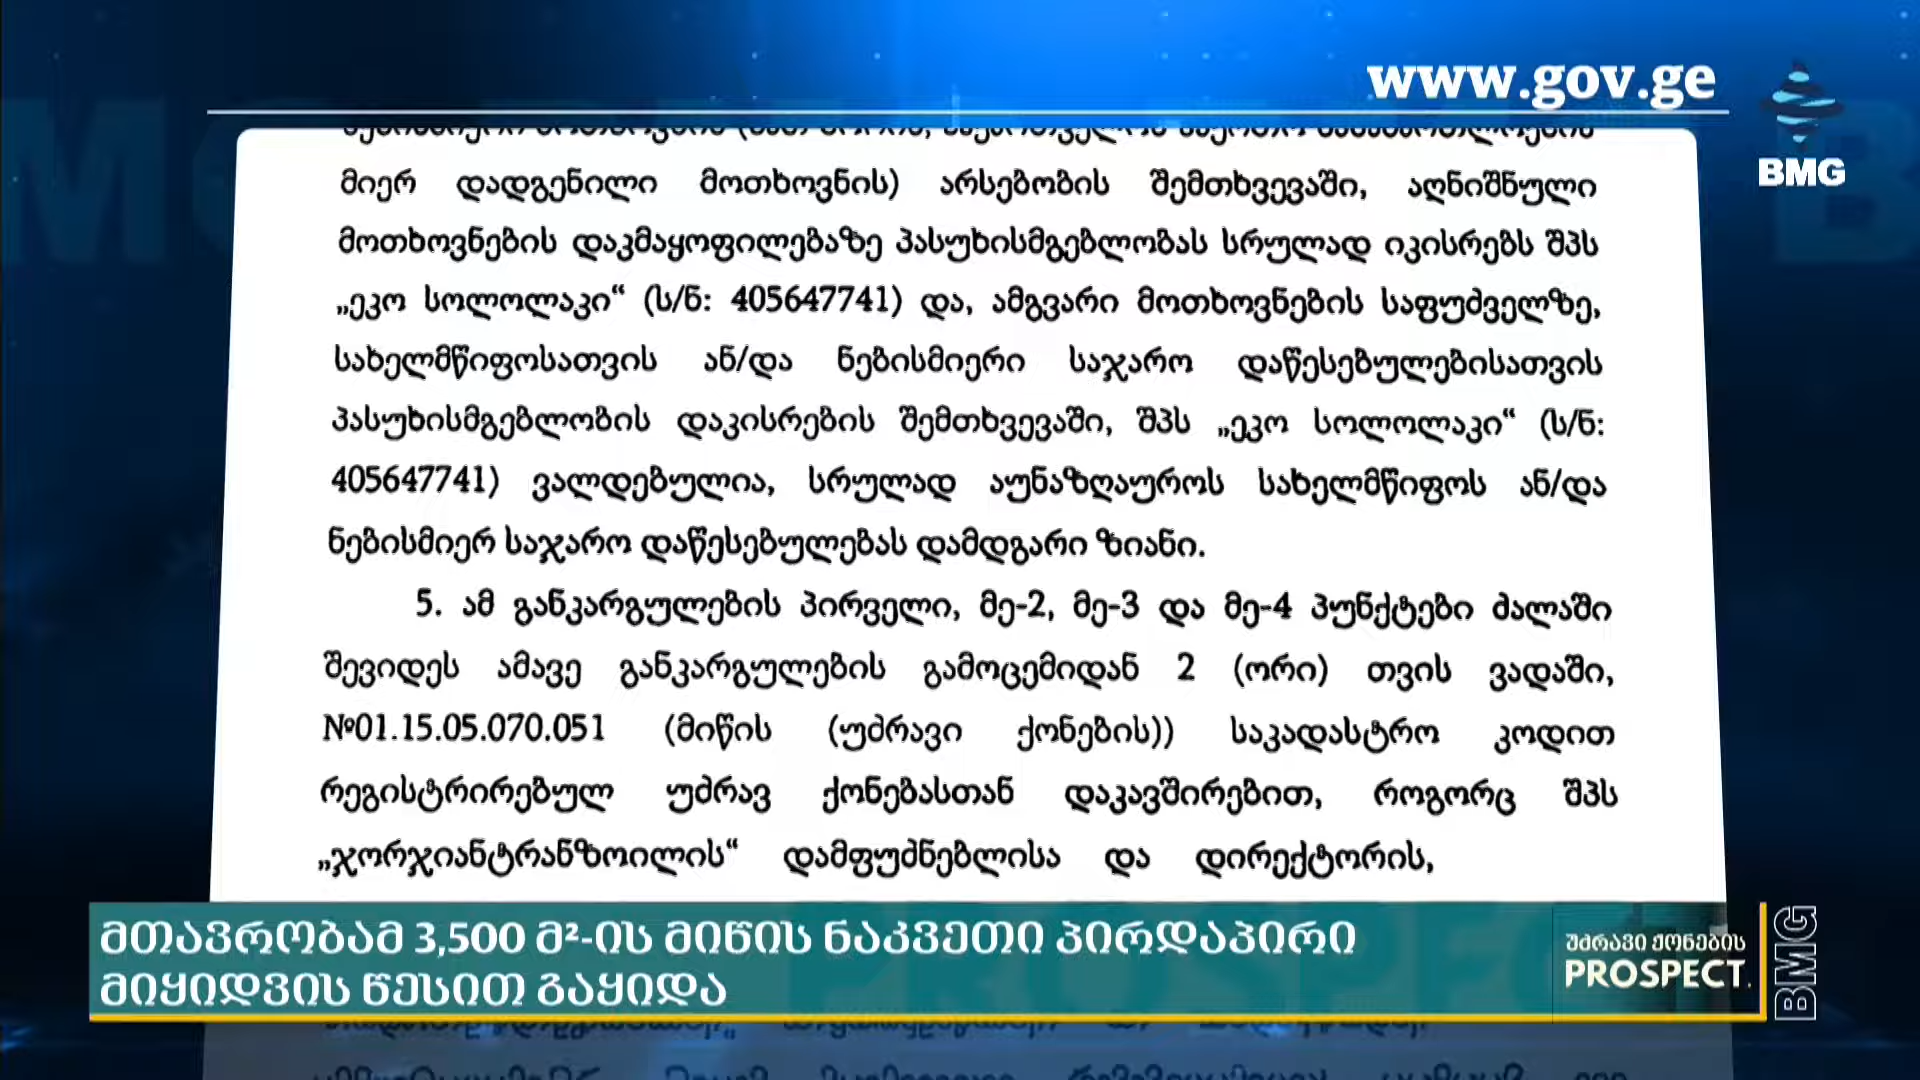 www.gov.ge
BMG
მიერ დადგენილი მოთხოვნის) არსებობის შემთხვევაში, აღნიშნული
მოთხოვნების დაკმაყოფილებაზე პასუხისმგებლობას სრულად იკისრებს შპს
„ეკო სოლოლაკი“ (ს/ნ: 405647741) და, ამგვარი მოთხოვნების საფუძველზე,
სახელმწიფოსათვის ან/და ნებისმიერი საჯარო დაწესებულებისათვის
პასუხისმგებლობის დაკისრების შემთხვევაში, შპს „ეკო სოლოლაკი“ (ს/ნ:
405647741) ვალდებულია, სრულად აუნაზღაუროს სახელმწიფოს ან/და
ნებისმიერ საჯარო დაწესებულებას დამდგარი ზიანი.
5. ამ განკარგულების პირველი, მე-2, მე-3 და მე-4 პუნქტები ძალაში
შევიდეს ამავე განკარგულების გამოცემიდან 2 (ორი) თვის ვადაში,
№01.15.05.070.051 (მიწის (უძრავი ქონების)) საკადასტრო კოდით
რეგისტრირებულ უძრავ ქონებასთან დაკავშირებით, როგორც შპს
„ჯორჯიანტრანზოილის“ დამფუძნებლისა და დირექტორის,
მთავრობამ 3,500 მ²-ის მიწის ნაკვეთი პირდაპირი
მიყიდვის წესით გაყიდა
უძრავი ქონების
PROSPECT.
BMG